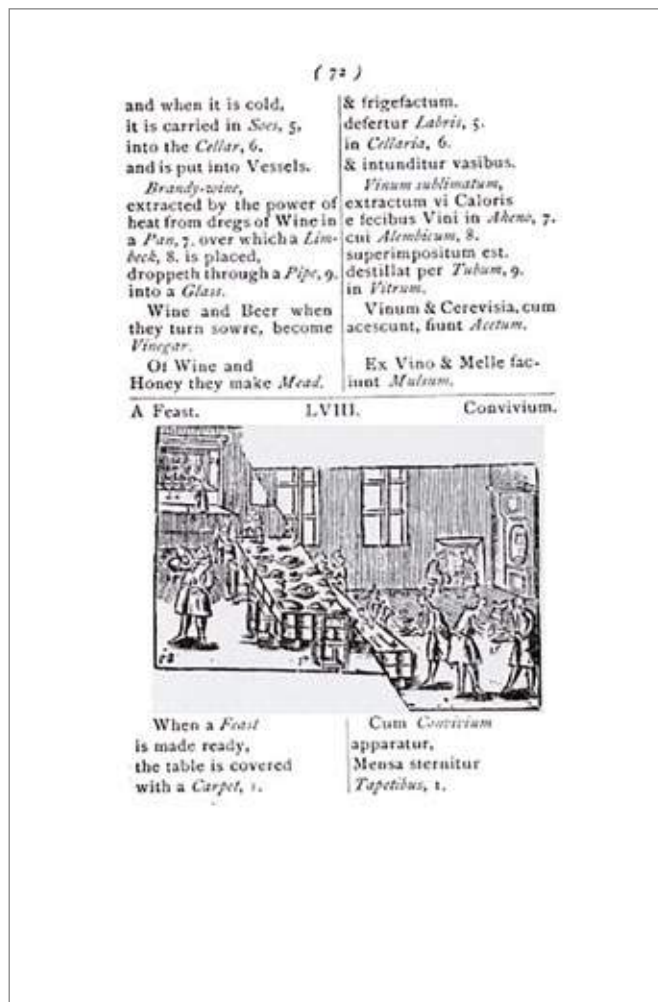 ( 72 )
and when it is cold,
it is carried in Soes, 5.
into the Cellar, 6.
and is put into Vessels.
Brandy-wine,
extracted by the power of
heat from dregs of Wine in
a Pan, 7. over which a Lim-
beck, 8. is placed,
droppeth through a Pipe, 9.
into a Glass.
Wine and Beer when
they turn sowre, become
Vinegar.
Of Wine and
Honey they make Mead.
& frigefactum.
defertur Labris, 5.
in Cellaria, 6.
& intunditur vasibus.
Vinum sublimatum,
extractum vi Caloris
e fecibus Vini in Aheno, 7.
cui Alembicum, 8.
superimpositum est.
destillat per Tubum, 9.
in Vitrum.
Vinum & Cerevisia, cum
acescunt, fiunt Acetum.
Ex Vino & Melle fac-
iunt Mulsum.
A Feast. LVIII. Convivium.
When a Feast
is made ready,
the table is covered
with a Carpet, 1.
Cum Convivium
apparatur,
Mensa sternitur
Tapetibus, 1.